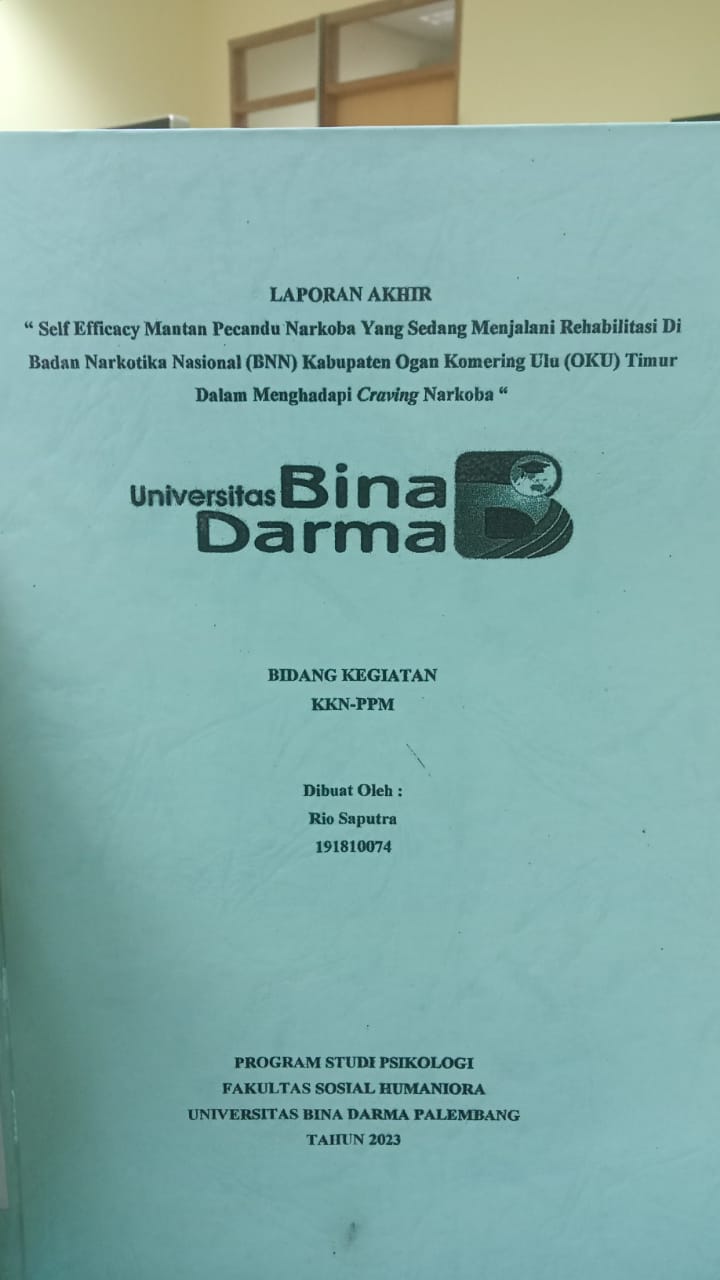 LAPORAN AKHIR
“ Self Efficacy Mantan Pecandu Narkoba Yang Sedang Menjalani Rehabilitasi Di
Badan Narkotika Nasional (BNN) Kabupaten Ogan Komering Ulu (OKU) Timur
Dalam Menghadapi Craving Narkoba “
Universitas Bina
Darma
BIDANG KEGIATAN
KKN-PPM
Dibuat Oleh :
Rio Saputra
191810074
PROGRAM STUDI PSIKOLOGI
FAKULTAS SOSIAL HUMANIORA
UNIVERSITAS BINA DARMA PALEMBANG
TAHUN 2023